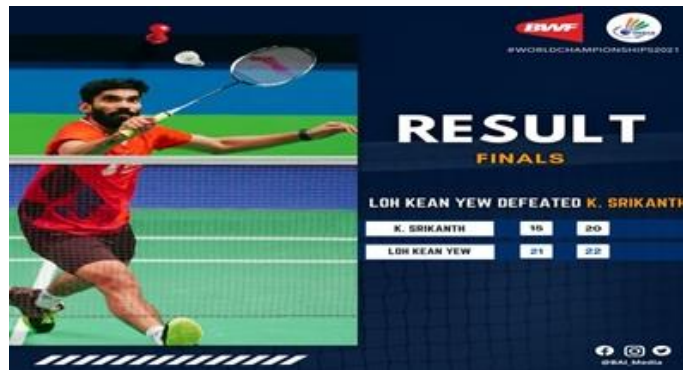 BWF
#WORLDCHAMPIONSHIPS2021
RESULT
FINALS
LOH KEAN YEW DEFEATED K. SRIKANTH
K. SRIKANTH 15 20
LOH KEAN YEW 21 22
@BAI_Media